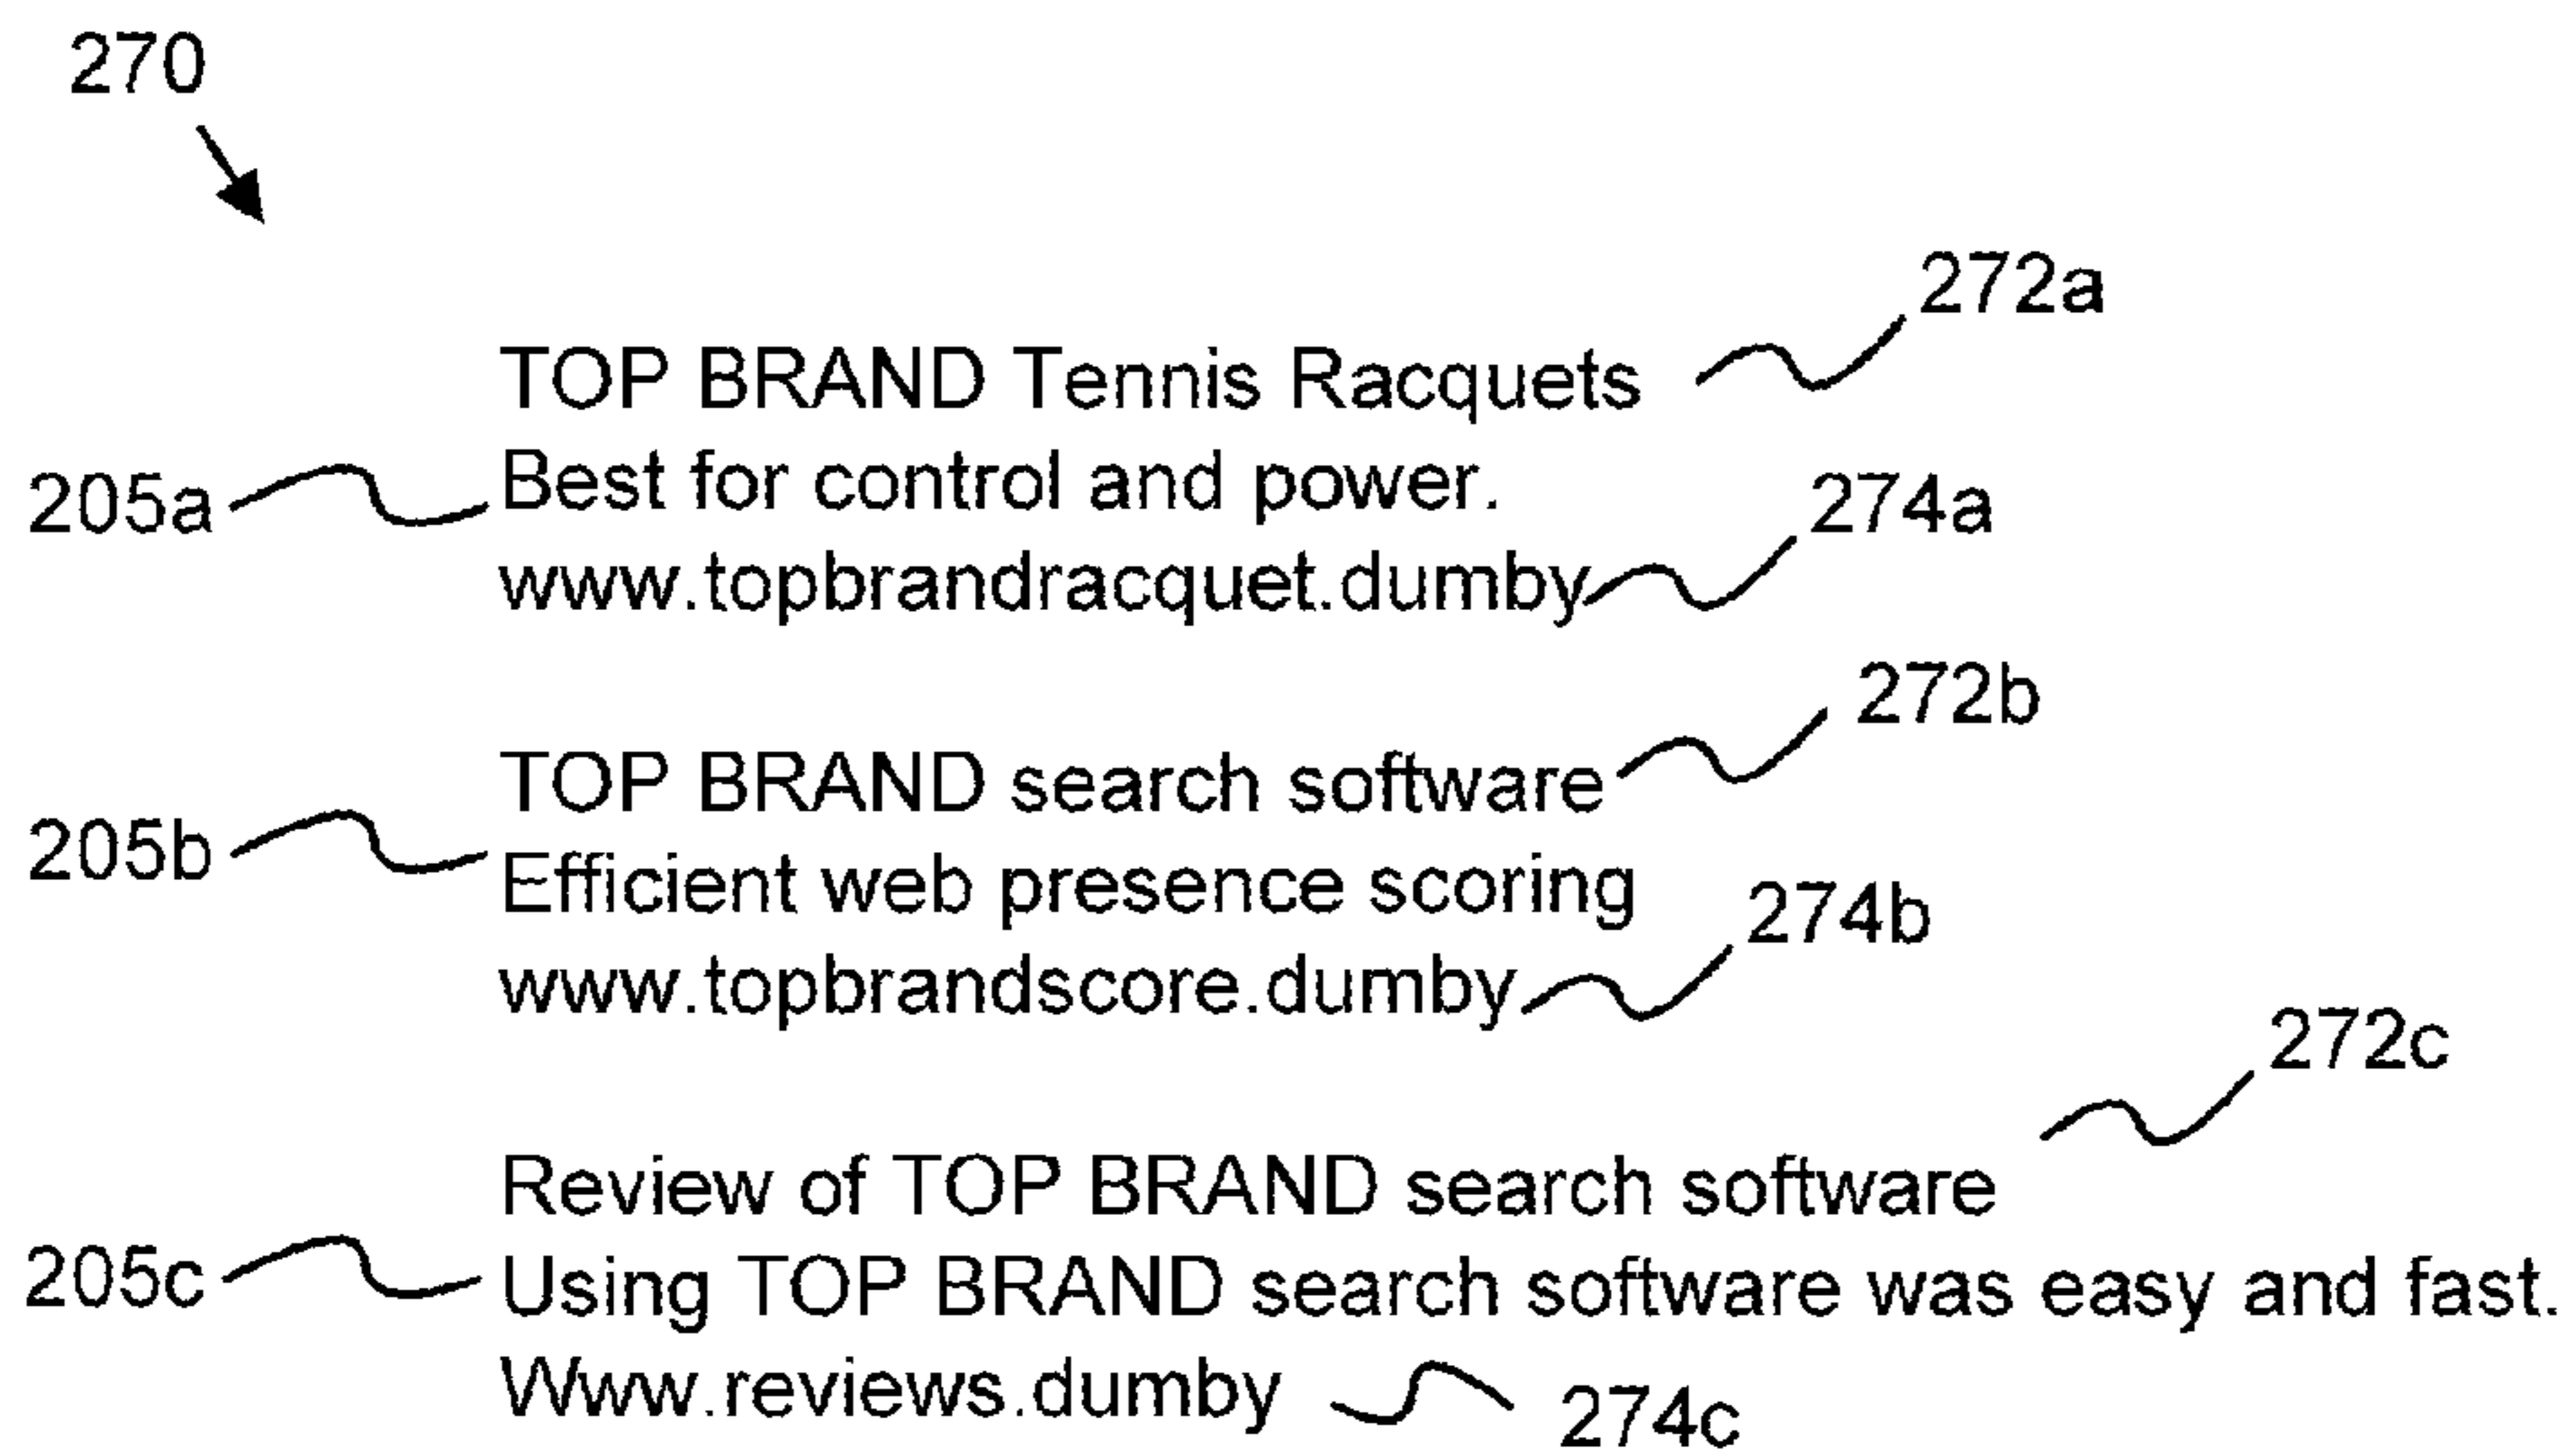 270
272a
TOP BRAND Tennis Racquets
205a Best for control and power.
274a
www.topbrandracquet.dumby
272b
TOP BRAND search software
205b
Efficient web presence scoring
274b
www.topbrandscore.dumby
272c
Review of TOP BRAND search software
205c Using TOP BRAND search software was easy and fast.
Www.reviews.dumby 274c